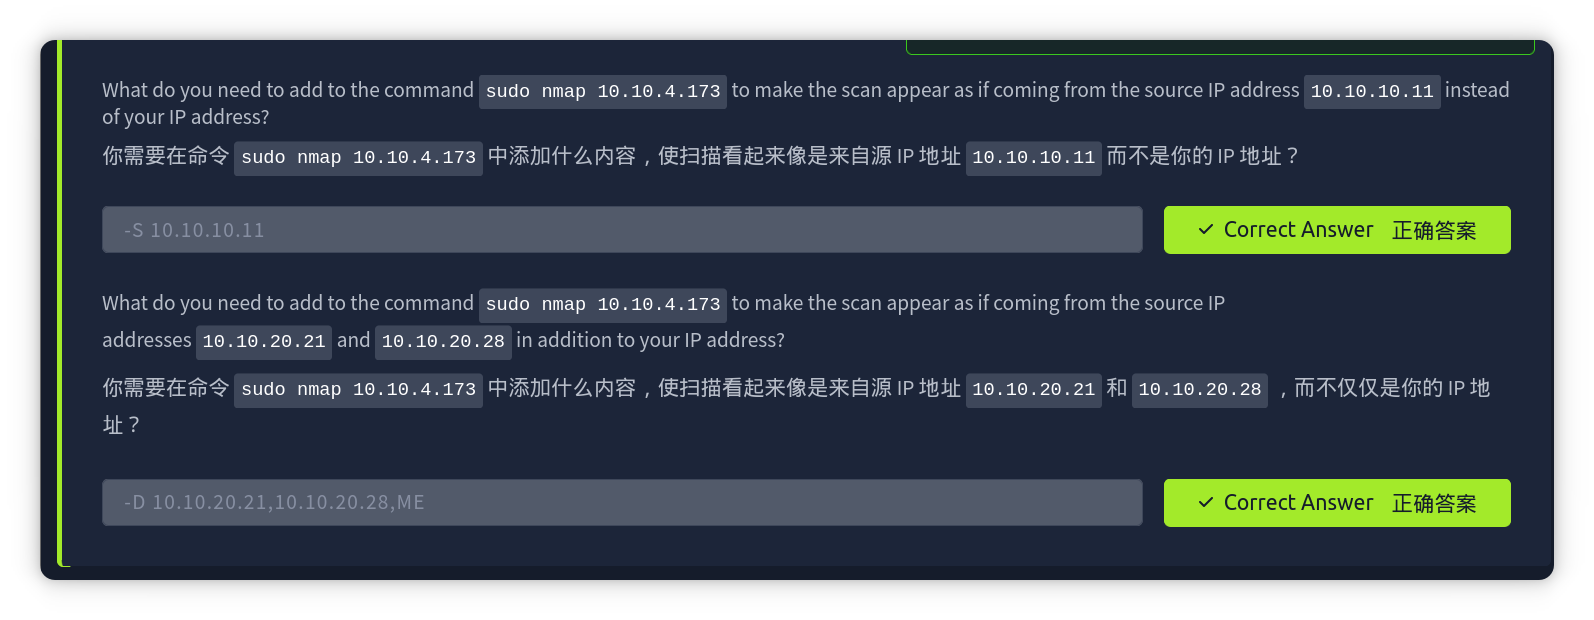 What do you need to add to the command sudo nmap 10.10.4.173 to make the scan appear as if coming from the source IP address 10.10.10.11 instead
of your IP address?
你需要在命令 sudo nmap 10.10.4.173 中添加什么内容，使扫描看起来像是来自源 IP 地址 10.10.10.11 而不是你的 IP 地址？
-S 10.10.10.11
✓ Correct Answer 正确答案
What do you need to add to the command sudo nmap 10.10.4.173 to make the scan appear as if coming from the source IP
addresses 10.10.20.21 and 10.10.20.28 in addition to your IP address?
你需要在命令 sudo nmap 10.10.4.173 中添加什么内容，使扫描看起来像是来自源 IP 地址 10.10.20.21 和 10.10.20.28 ，而不仅仅是你的 IP 地
址？
-D 10.10.20.21,10.10.20.28,ME
✓ Correct Answer 正确答案